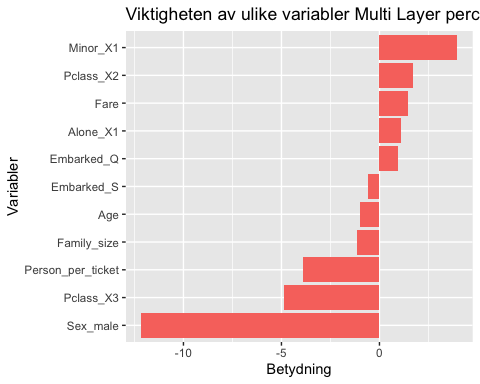 Viktigheten av ulike variabler Multi Layer perc
Minor_X1
Pclass_X2
Fare
Alone_X1
Embarked_Q
Embarked_S
Age
Family_size
Person_per_ticket
Pclass_X3
Sex_male
Variabler
-10
-5
0
Betydning